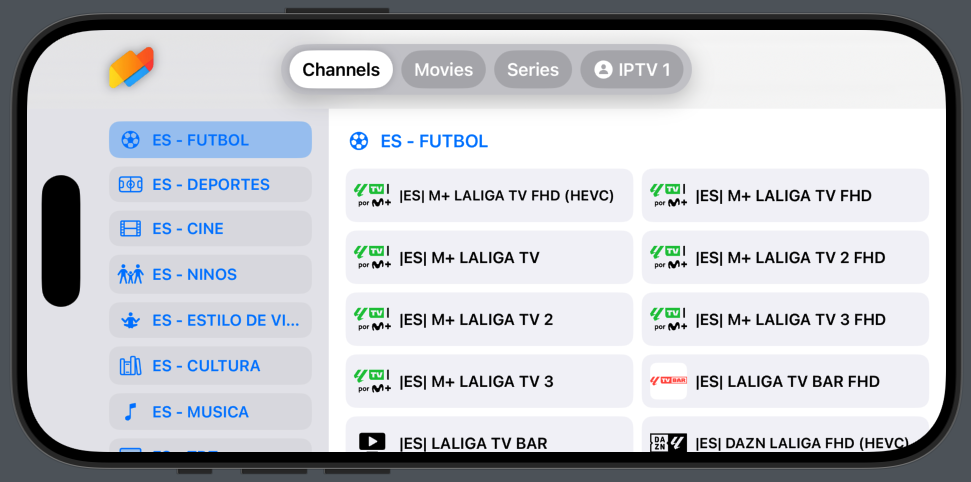 Channels
Movies
Series
IPTV 1
ES - FUTBOL
ES - DEPORTES
ES - CINE
ES - NINOS
ES - ESTILO DE VI...
ES - CULTURA
ES - MUSICA
ES - FUTBOL
TV
por M+
|ES| M+ LALIGA TV FHD (HEVC)
TV
por M+
|ES| M+ LALIGA TV FHD
TV
por M+
|ES| M+ LALIGA TV
TV
por M+
|ES| M+ LALIGA TV 2 FHD
TV
por M+
|ES| M+ LALIGA TV 2
TV
por M+
|ES| M+ LALIGA TV 3 FHD
TV
por M+
|ES| M+ LALIGA TV 3
TV BAR
|ES| LALIGA TV BAR FHD
|ES| LALIGA TV BAR
DA
ZN
|ES| DAZN LALIGA FHD (HEVC)